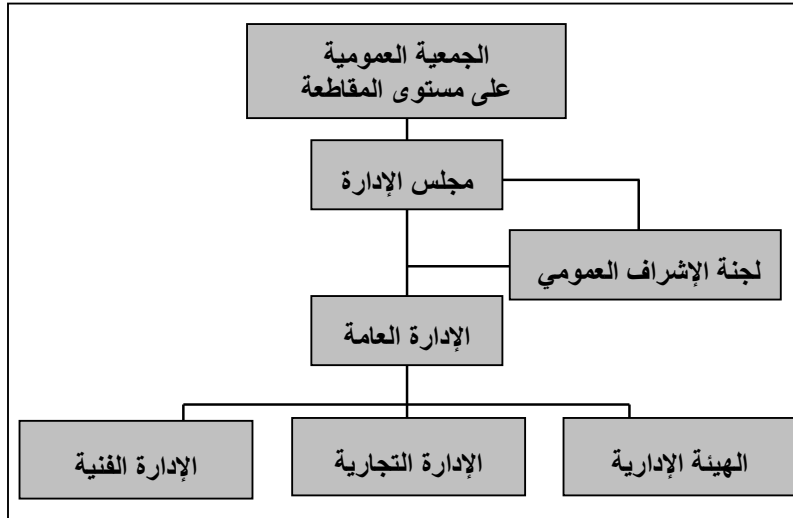 الجمعية العمومية
على مستوى المقاطعة
مجلس الإدارة
لجنة الإشراف العمومي
الإدارة العامة
الهيئة الإدارية
الإدارة التجارية
الإدارة الفنية